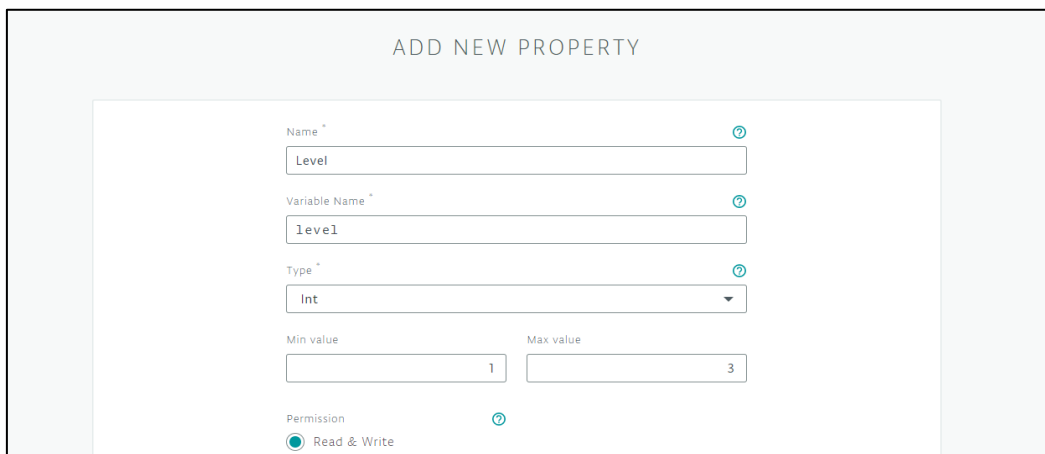 ADD NEW PROPERTY
Name *
Level
Variable Name *
level
Type *
Int
Min value Max value
1 3
Permission
Read & Write